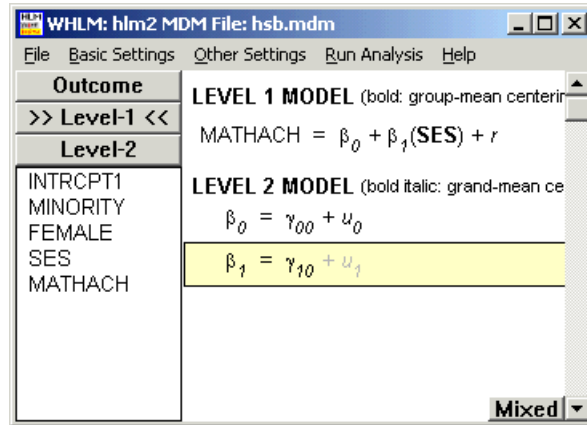 WHLM: hlm2 MDM File: hsb.mdm
File Basic Settings Other Settings Run Analysis Help
Outcome
>> Level-1 <<
Level-2
INTRCPT1
MINORITY
FEMALE
SES
MATHACH
LEVEL 1 MODEL (bold: group-mean centerin
MATHACH = β0 + β1(SES) + r
LEVEL 2 MODEL (bold italic: grand-mean ce
β0 = γ00 + u0
β1 = γ10 + u1
Mixed